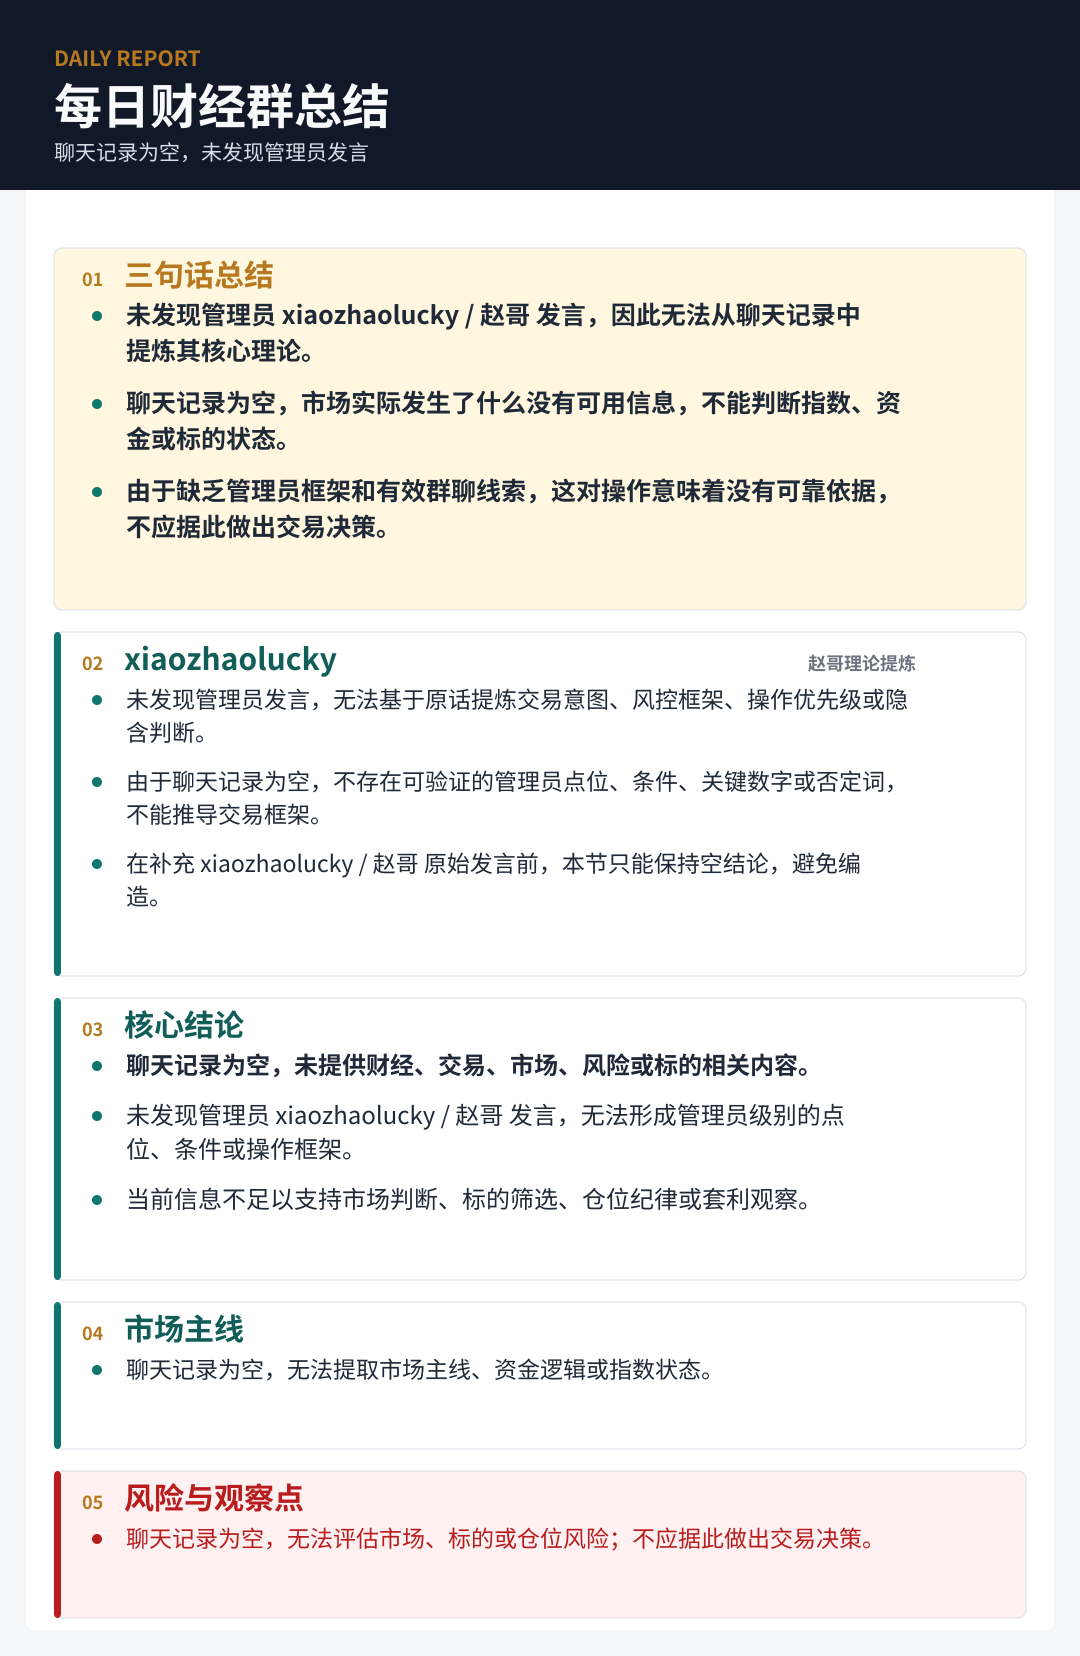 DAILY REPORT
每日财经群总结
聊天记录为空，未发现管理员发言
01 三句话总结
未发现管理员 xiaozhaolucky / 赵哥 发言，因此无法从聊天记录中
提炼其核心理论。
聊天记录为空，市场实际发生了什么没有可用信息，不能判断指数、资
金或标的状态。
由于缺乏管理员框架和有效群聊线索，这对操作意味着没有可靠依据，
不应据此做出交易决策。
02 xiaozhaolucky 赵哥理论提炼
未发现管理员发言，无法基于原话提炼交易意图、风控框架、操作优先级或隐
含判断。
由于聊天记录为空，不存在可验证的管理员点位、条件、关键数字或否定词，
不能推导交易框架。
在补充 xiaozhaolucky / 赵哥 原始发言前，本节只能保持空结论，避免编
造。
03 核心结论
聊天记录为空，未提供财经、交易、市场、风险或标的相关内容。
未发现管理员 xiaozhaolucky / 赵哥 发言，无法形成管理员级别的点
位、条件或操作框架。
当前信息不足以支持市场判断、标的筛选、仓位纪律或套利观察。
04 市场主线
聊天记录为空，无法提取市场主线、资金逻辑或指数状态。
05 风险与观察点
聊天记录为空，无法评估市场、标的或仓位风险；不应据此做出交易决策。